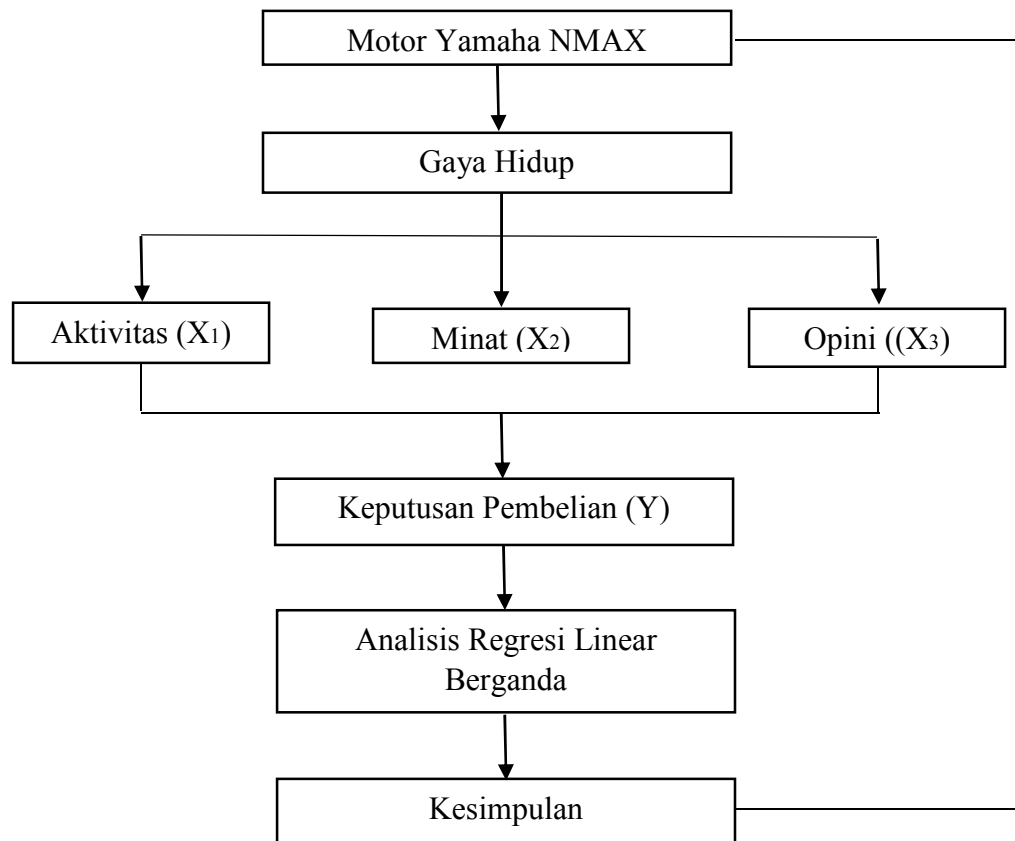 Motor Yamaha NMAX
Gaya Hidup
Aktivitas (X1)
Minat (X2)
Opini ((X3)
Keputusan Pembelian (Y)
Analisis Regresi Linear
Berganda
Kesimpulan